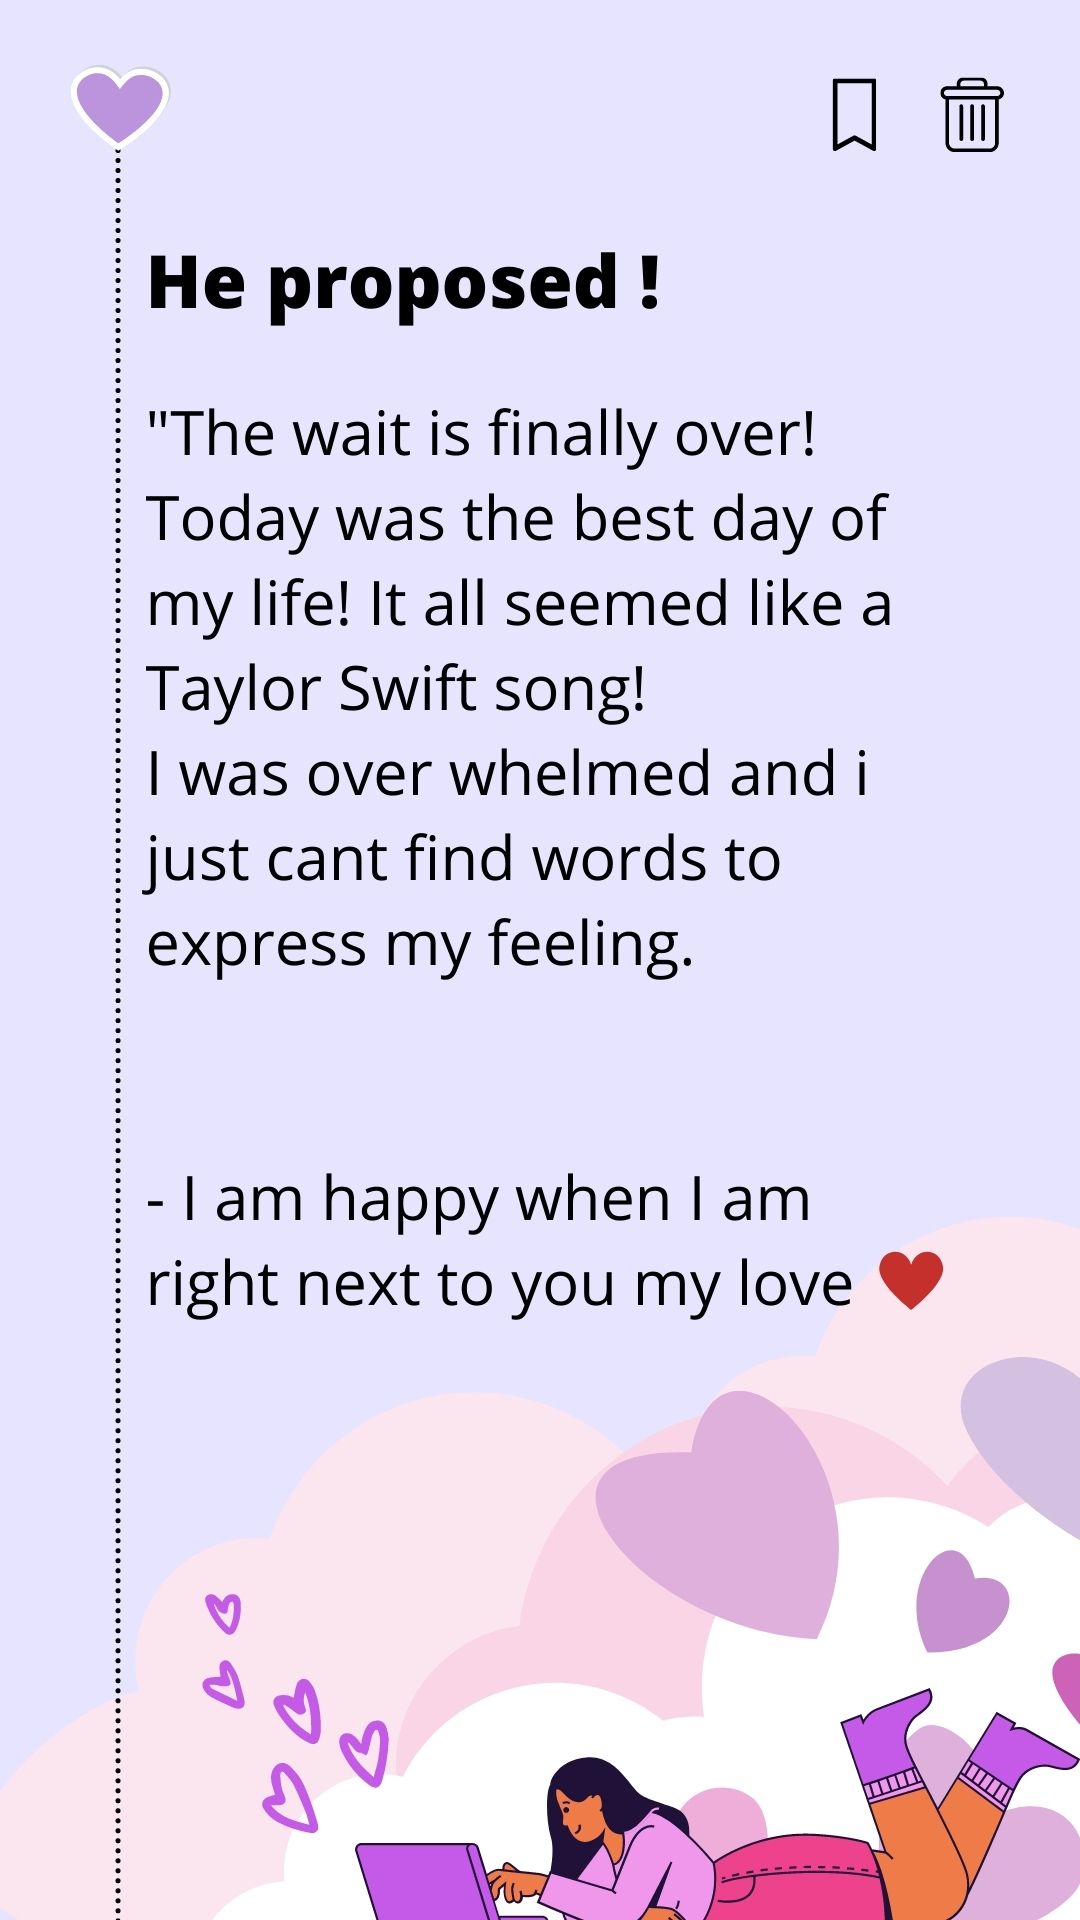 He proposed !
"The wait is finally over!
Today was the best day of
my life! It all seemed like a
Taylor Swift song!
I was over whelmed and i
just cant find words to
express my feeling.
- I am happy when I am
right next to you my love ❤